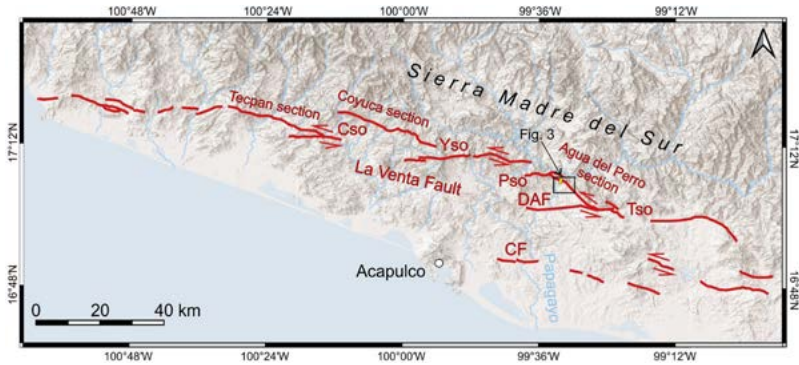 100°48'W 100°24'W 100°00'W 99°36'W 99°12'W
Sierra Madre del Sur
Tecpan section
Coyuca section
Cso
Yso
Fig. 3
Agua del Perro
section
17°12'N
17°12'N
La Venta Fault
Pso
DAF
Tso
CF
Acapulco
Papagayo
16°48'N
16°48'N
0 20 40 km
100°48'W 100°24'W 100°00'W 99°36'W 99°12'W